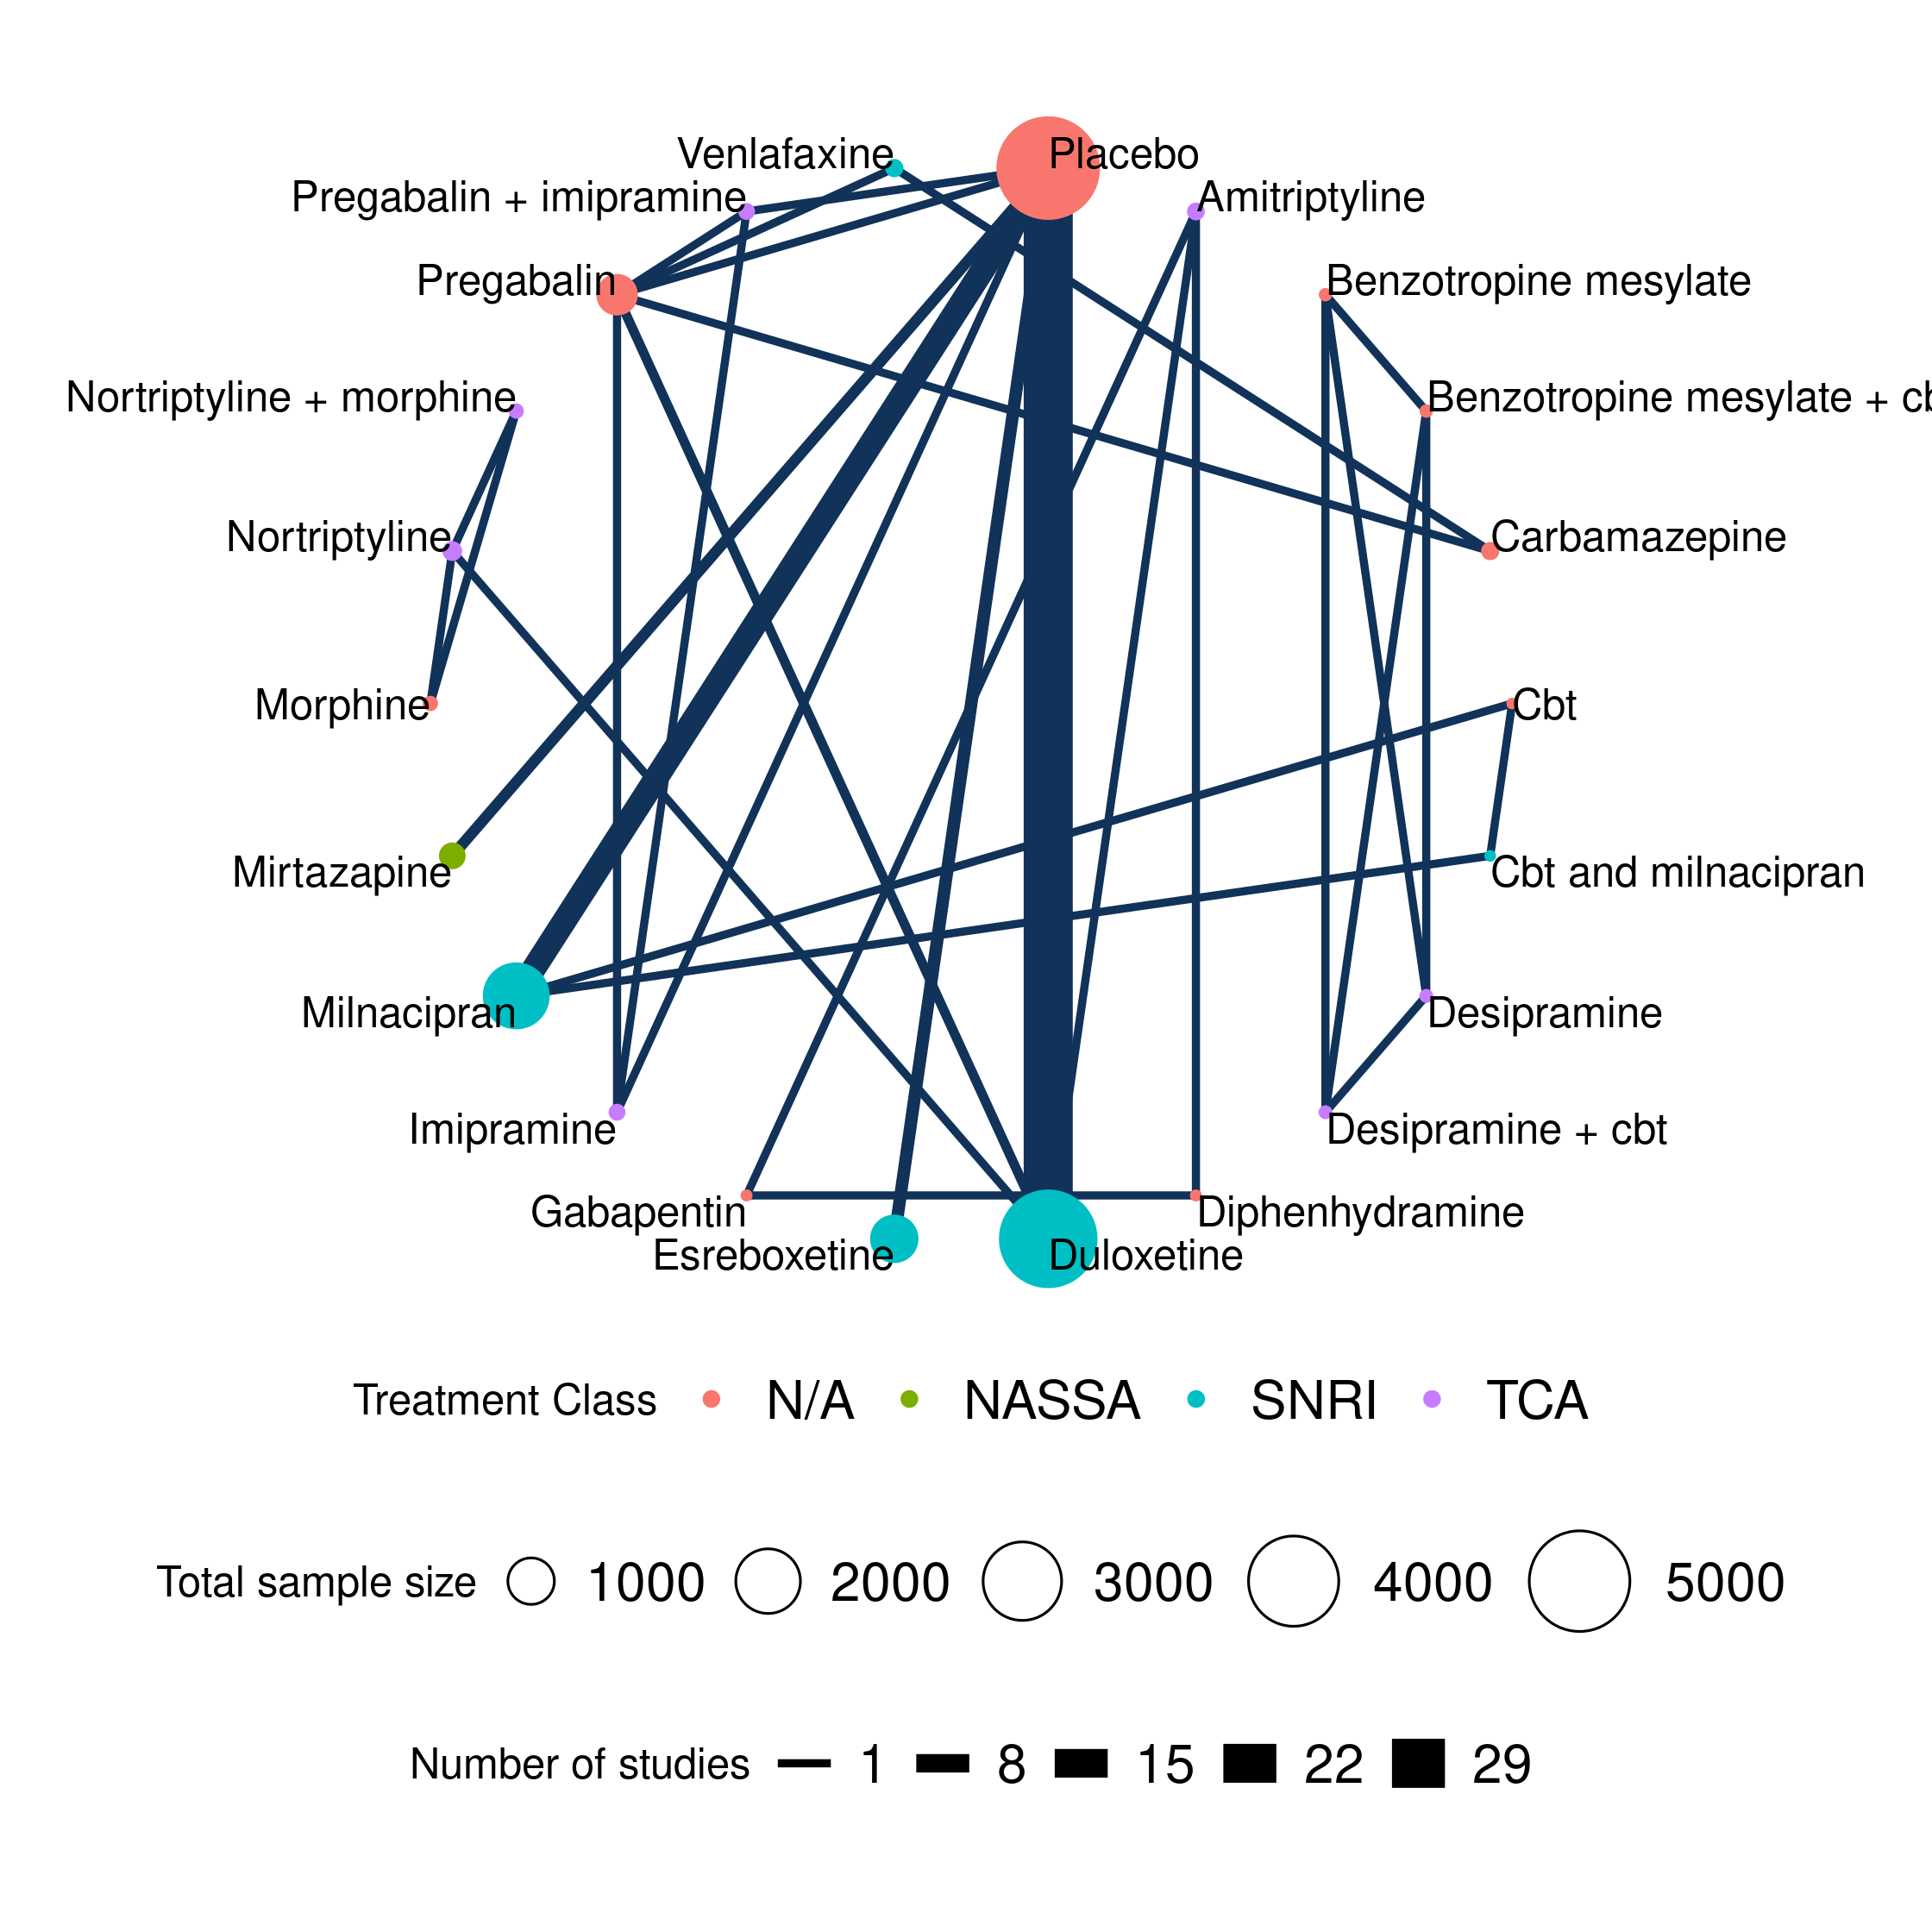 Venlafaxine
Placebo
Pregabalin + imipramine
Amitriptyline
Pregabalin
Benzotropine mesylate
Nortriptyline + morphine
Benzotropine mesylate + cb
Nortriptyline
Carbamazepine
Morphine
Cbt
Mirtazapine
Cbt and milnacipran
Milnacipran
Desipramine
Imipramine
Desipramine + cbt
Gabapentin
Diphenhydramine
Esreboxetine
Duloxetine
Treatment Class N/A NASSA SNRI TCA
Total sample size 1000 2000 3000 4000 5000
Number of studies 1 8 15 22 29